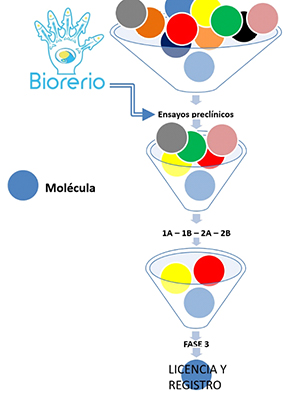 Biorerio
Ensayos preclínicos
Molécula
1A – 1B – 2A – 2B
FASE 3
LICENCIA Y
REGISTRO